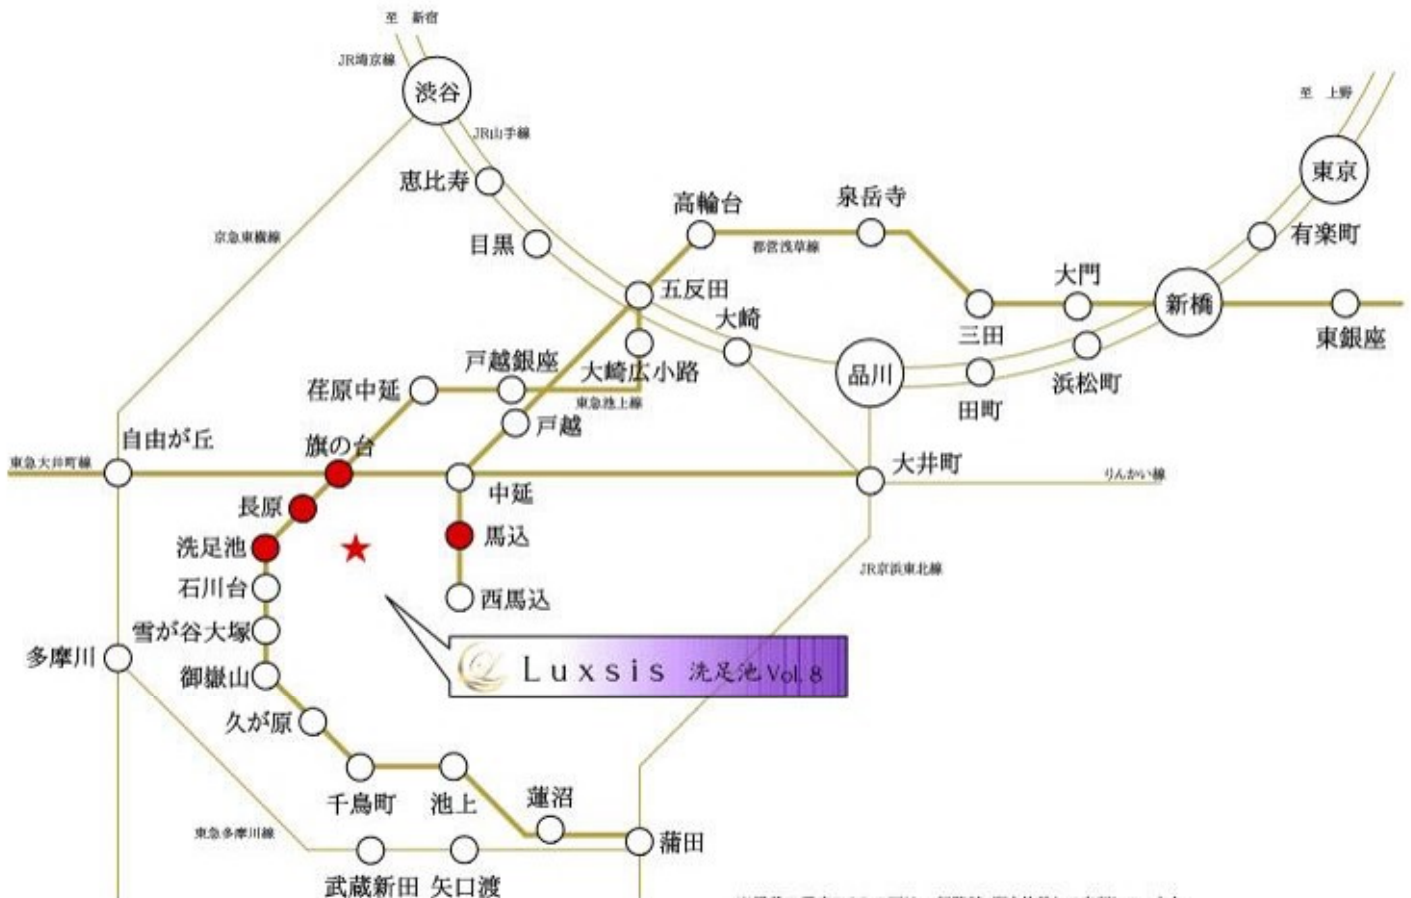 至 新宿
JR埼京線
渋谷
JR山手線
至 上野
東京
恵比寿
京急東横線
目黒
高輪台
泉岳寺
都営浅草線
有楽町
五反田
大門
新橋
大崎
三田
東銀座
戸越銀座
大崎広小路
品川
浜松町
荏原中延
東急池上線
田町
戸越
自由が丘
旗の台
東急大井町線
大井町
りんかい線
中延
長原
馬込
洗足池
JR京浜東北線
石川台
西馬込
雪が谷大塚
多摩川
御嶽山
Luxsis 洗足池 Vol.8
久が原
千鳥町
池上
蓮沼
東急多摩川線
蒲田
武蔵新田
矢口渡